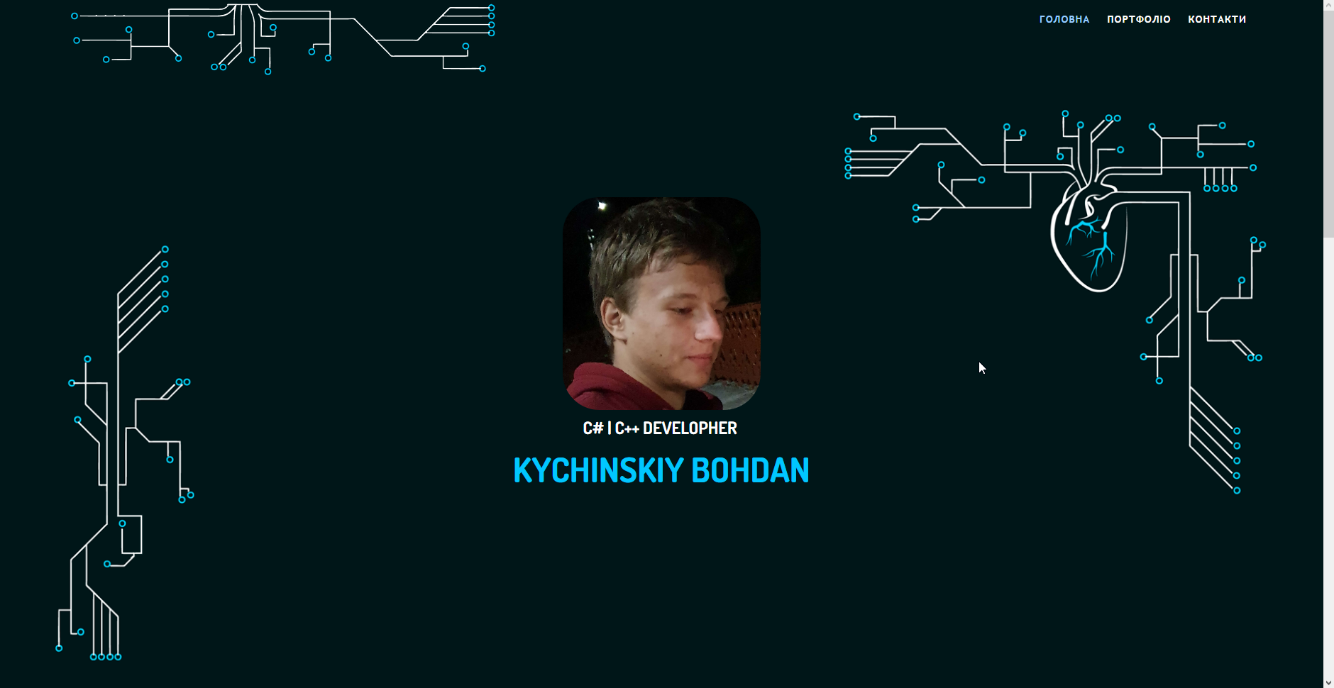 ГОЛОВНА ПОРТФОЛІО КОНТАКТИ
C# | C++ DEVELOPHER
KYCHINSKIY BOHDAN